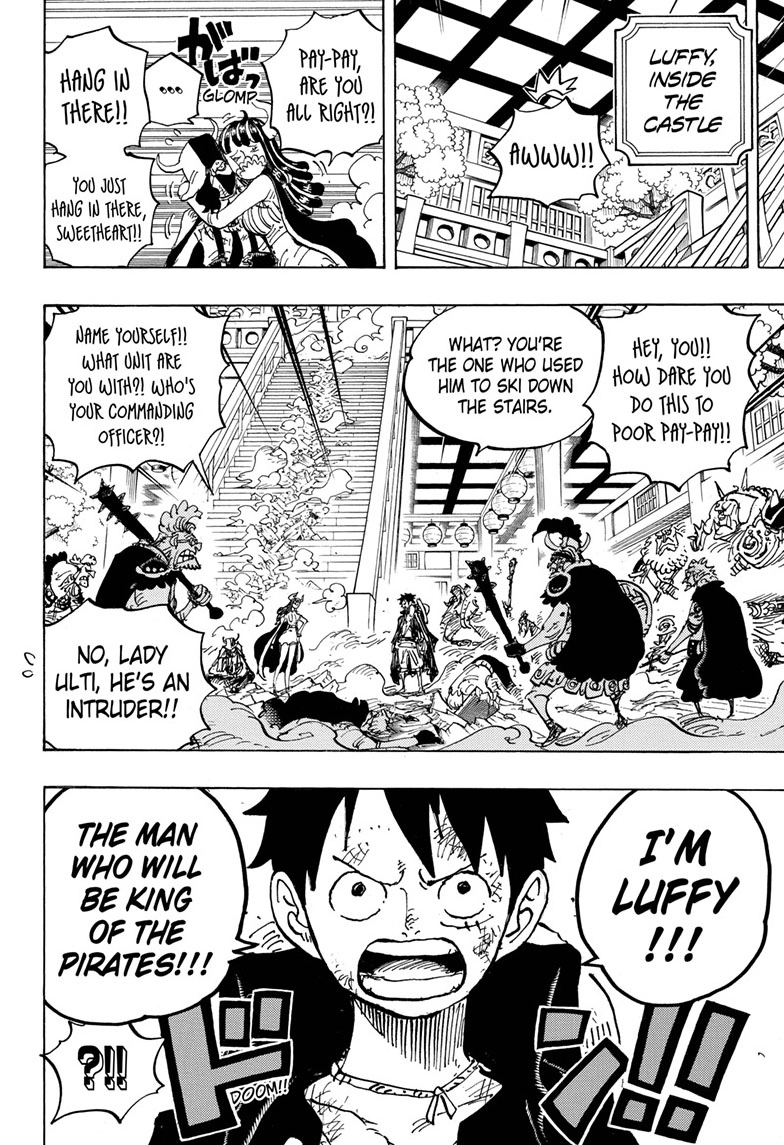 LUFFY,
INSIDE
THE
CASTLE
AWWW!!
PAY-PAY,
ARE YOU
ALL RIGHT?!
がばっ
GLOMP
...
HANG IN
THERE!!
YOU JUST
HANG IN THERE,
SWEETHEART!!
HEY, YOU!!
HOW DARE YOU
DO THIS TO
POOR PAY-PAY!!
WHAT? YOU'RE
THE ONE WHO USED
HIM TO SKI DOWN
THE STAIRS.
NAME YOURSELF!!
WHAT UNIT ARE
YOU WITH?! WHO'S
YOUR COMMANDING
OFFICER?!
NO, LADY
ULTI, HE'S AN
INTRUDER!!
I'M
LUFFY
!!!
THE MAN
WHO WILL
BE KING
OF THE
PIRATES!!!
?!!
ドン!!
DOOM!!